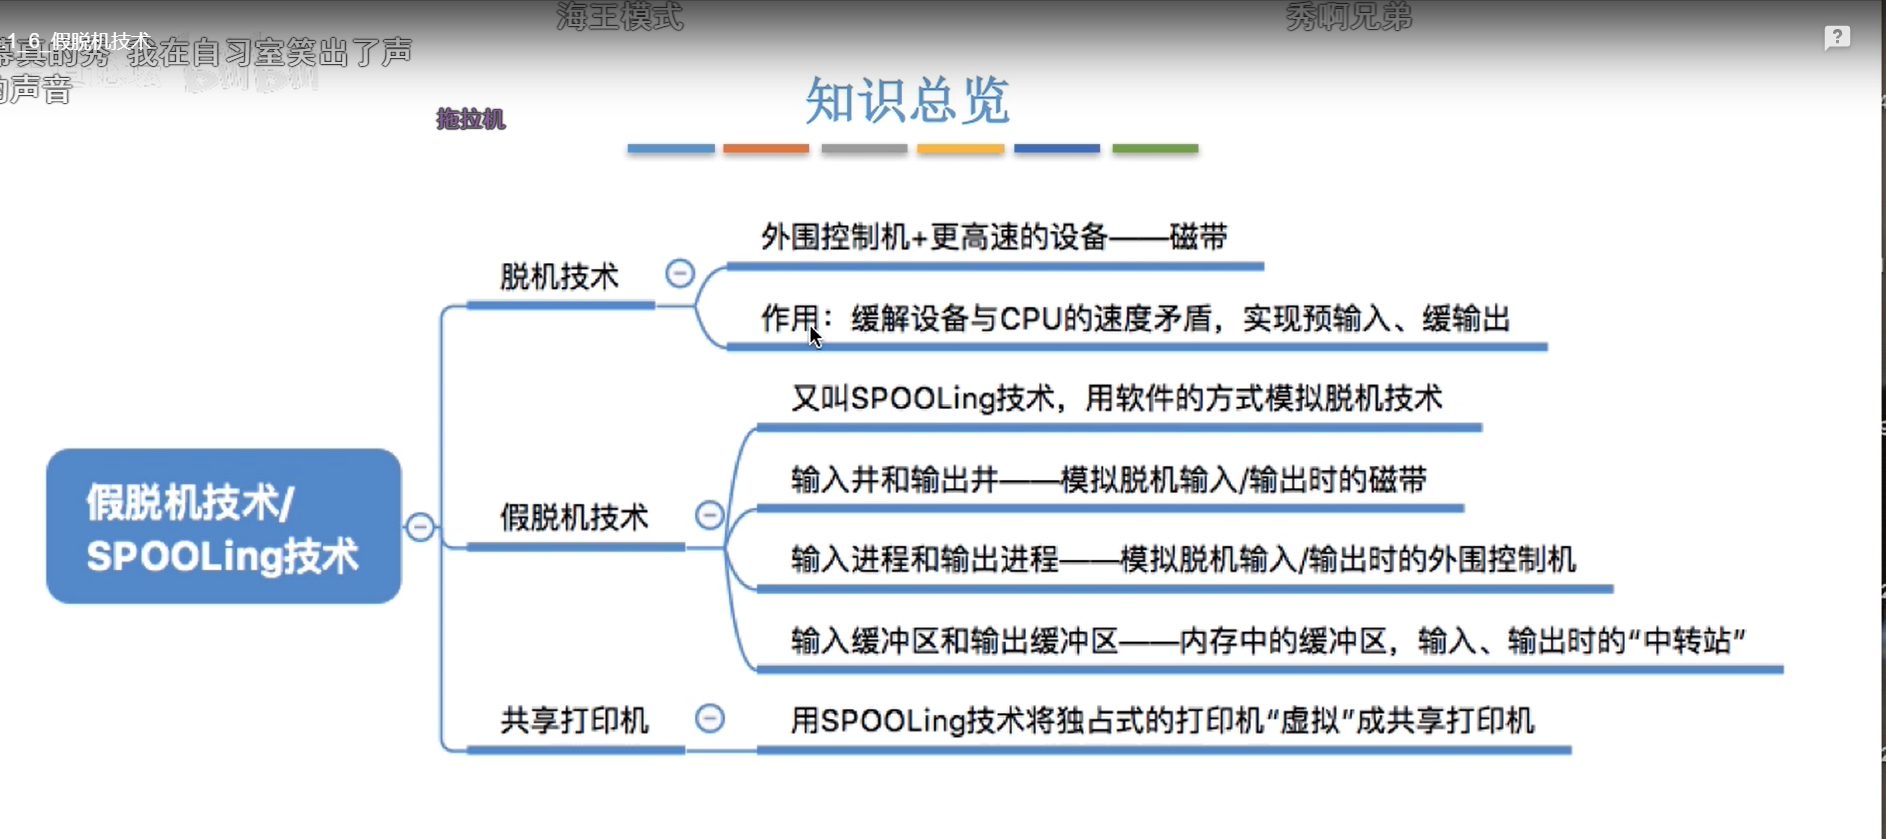 海王模式
秀啊兄弟
1_6_假脱机技术
真的秀 我在自习室笑出了声
的声音
拖拉机
知识总览
外围控制机+更高速的设备——磁带
脱机技术
作用：缓解设备与CPU的速度矛盾，实现预输入、缓输出
又叫SPOOLing技术，用软件的方式模拟脱机技术
输入井和输出井——模拟脱机输入/输出时的磁带
假脱机技术/
SPOOLing技术
假脱机技术
输入进程和输出进程——模拟脱机输入/输出时的外围控制机
输入缓冲区和输出缓冲区——内存中的缓冲区，输入、输出时的“中转站”
共享打印机
用SPOOLing技术将独占式的打印机“虚拟”成共享打印机